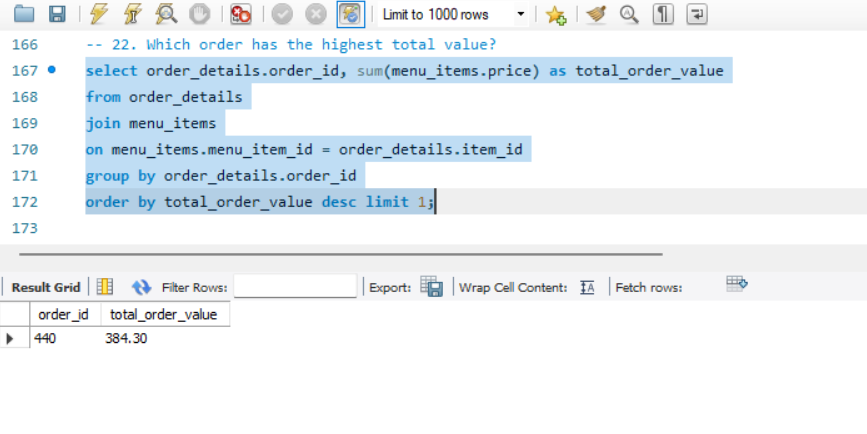 Limit to 1000 rows
166 -- 22. Which order has the highest total value?
167 select order_details.order_id, sum(menu_items.price) as total_order_value
168 from order_details
169 join menu_items
170 on menu_items.menu_item_id = order_details.item_id
171 group by order_details.order_id
172 order by total_order_value desc limit 1;
173
Result Grid Filter Rows: Export: Wrap Cell Content: IA Fetch rows:
order_id total_order_value
440 384.30